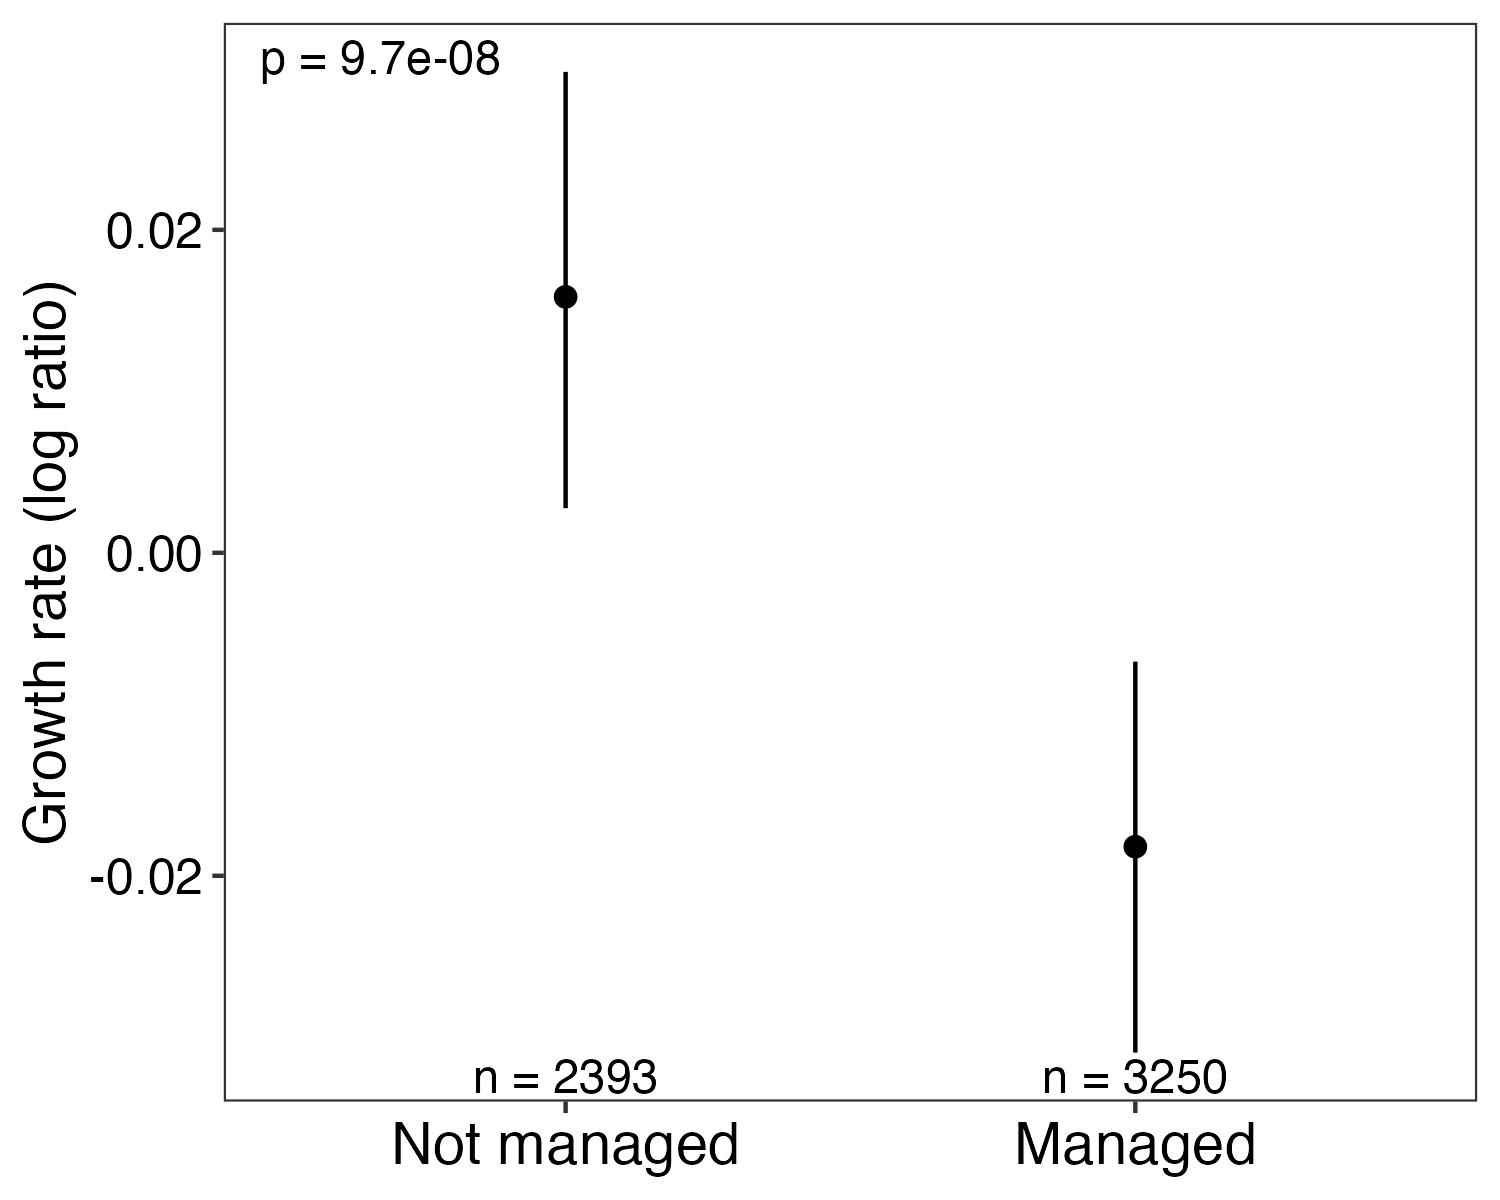 p = 9.7e-08
0.02
0.00
-0.02
Growth rate (log ratio)
n = 2393
n = 3250
Not managed
Managed